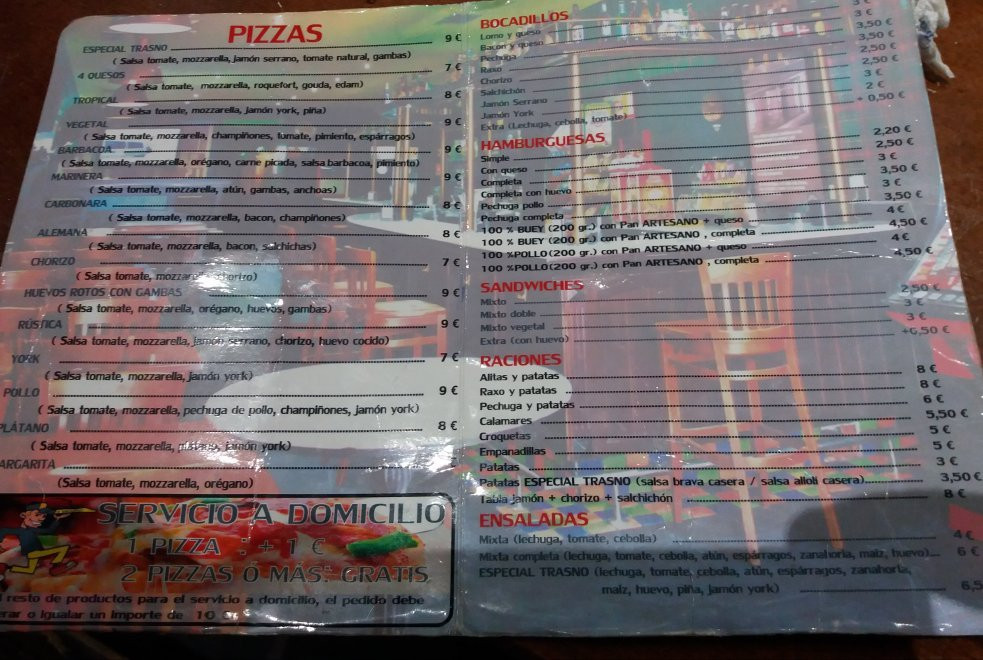 PIZZAS
ESPECIAL TRASNO 9 €
( Salsa tomate, mozzarella, jamón serrano, tomate natural, gambas)
4 QUESOS 7 €
(Salsa tomate, mozzarella, roquefort, gouda, edam)
TROPICAL 8 €
(Salsa tomate, mozzarella, jamón york, piña)
VEGETAL 9 €
( Salsa tomate, mozzarella, champiñones, tumate, pimiento, espárragos)
BARBACOA 9 €
( Salsa tomate, mozzarella, orégano, carne picada, salsa barbacoa, pimiento)
MARINERA 9 €
( Salsa tomate, mozzarella, atún, gambas, anchoas)
CARBONARA 8 €
( Salsa tomate, mozzarella, bacon, champiñones)
ALEMANA 8 €
( Salsa tomate, mozzarella, bacon, salchichas)
CHORIZO 7 €
( Salsa tomate, chorizo)
HUEVOS ROTOS CON GAMBAS 9 €
( Salsa tomate, mozzarella, orégano, huevos, gambas)
RÚSTICA 9 €
( Salsa tomate, mozzarella, jamón serrano, chorizo, huevo cocido)
YORK 7 €
( Salsa tomate, mozzarella, jamón york)
POLLO 9 €
( Salsa tomate, mozzarella, pechuga de pollo, champiñones, jamón york)
PLÁTANO 8 €
( Salsa tomate, mozzarella, plátano, jamón york)
ARGARITA
(Salsa tomate, mozzarella, orégano)
SERVICIO A DOMICILIO
1 PIZZA : + 1 €
2 PIZZAS Ó MÁS: GRATIS
l resto de productos para el servicio a domicilio, el pedido debe
erar o igualar un importe de 10 €
BOCADILLOS 3 €
Lomo y queso 3 €
Bacon y queso 3,50 €
Pechuga 3,50 €
Raxo 2,50 €
Chorizo 2,50 €
Salchichón 3 €
Jamón Serrano 2 €
Jamón York + 0,50 €
Extra (Lechuga, cebolla, tomate)
HAMBURGUESAS
Simple 2,20 €
Con queso 2,50 €
Completa 3 €
Completa con huevo 3,50 €
Pechuga pollo 3 €
Pechuga completa 3,50 €
100 % BUEY (200 gr.) con Pan ARTESANO + queso 4 €
100 % BUEY (200 gr.) con Pan ARTESANO , completa 4,50 €
100 %POLLO(200 gr.) con Pan ARTESANO + queso 4 €
100 %POLLO(200 gr.) con Pan ARTESANO , completa 4,50 €
SANDWICHES
Mixto 2,50 €
Mixto doble 3 €
Mixto vegetal 3 €
Extra (con huevo) +0,50 €
RACIONES
Alitas y patatas 8 €
Raxo y patatas 8 €
Pechuga y patatas 6 €
Calamares 5,50 €
Croquetas 5 €
Empanadillas 5 €
Patatas 3 €
Patatas ESPECIAL TRASNO (salsa brava casera / salsa allolí casera) 3,50 €
Tabla jamón + chorizo + salchichón 8 €
ENSALADAS
Mixta (lechuga, tomate, cebolla) 4 €
Mixta completa (lechuga, tomate, cebolla, atún, espárragos, zanahoria, maíz, huevo) 6 €
ESPECIAL TRASNO (lechuga, tomate, cebolla, atún, espárragos, zanahoria,
maíz, huevo, piña, jamón york) 6,5